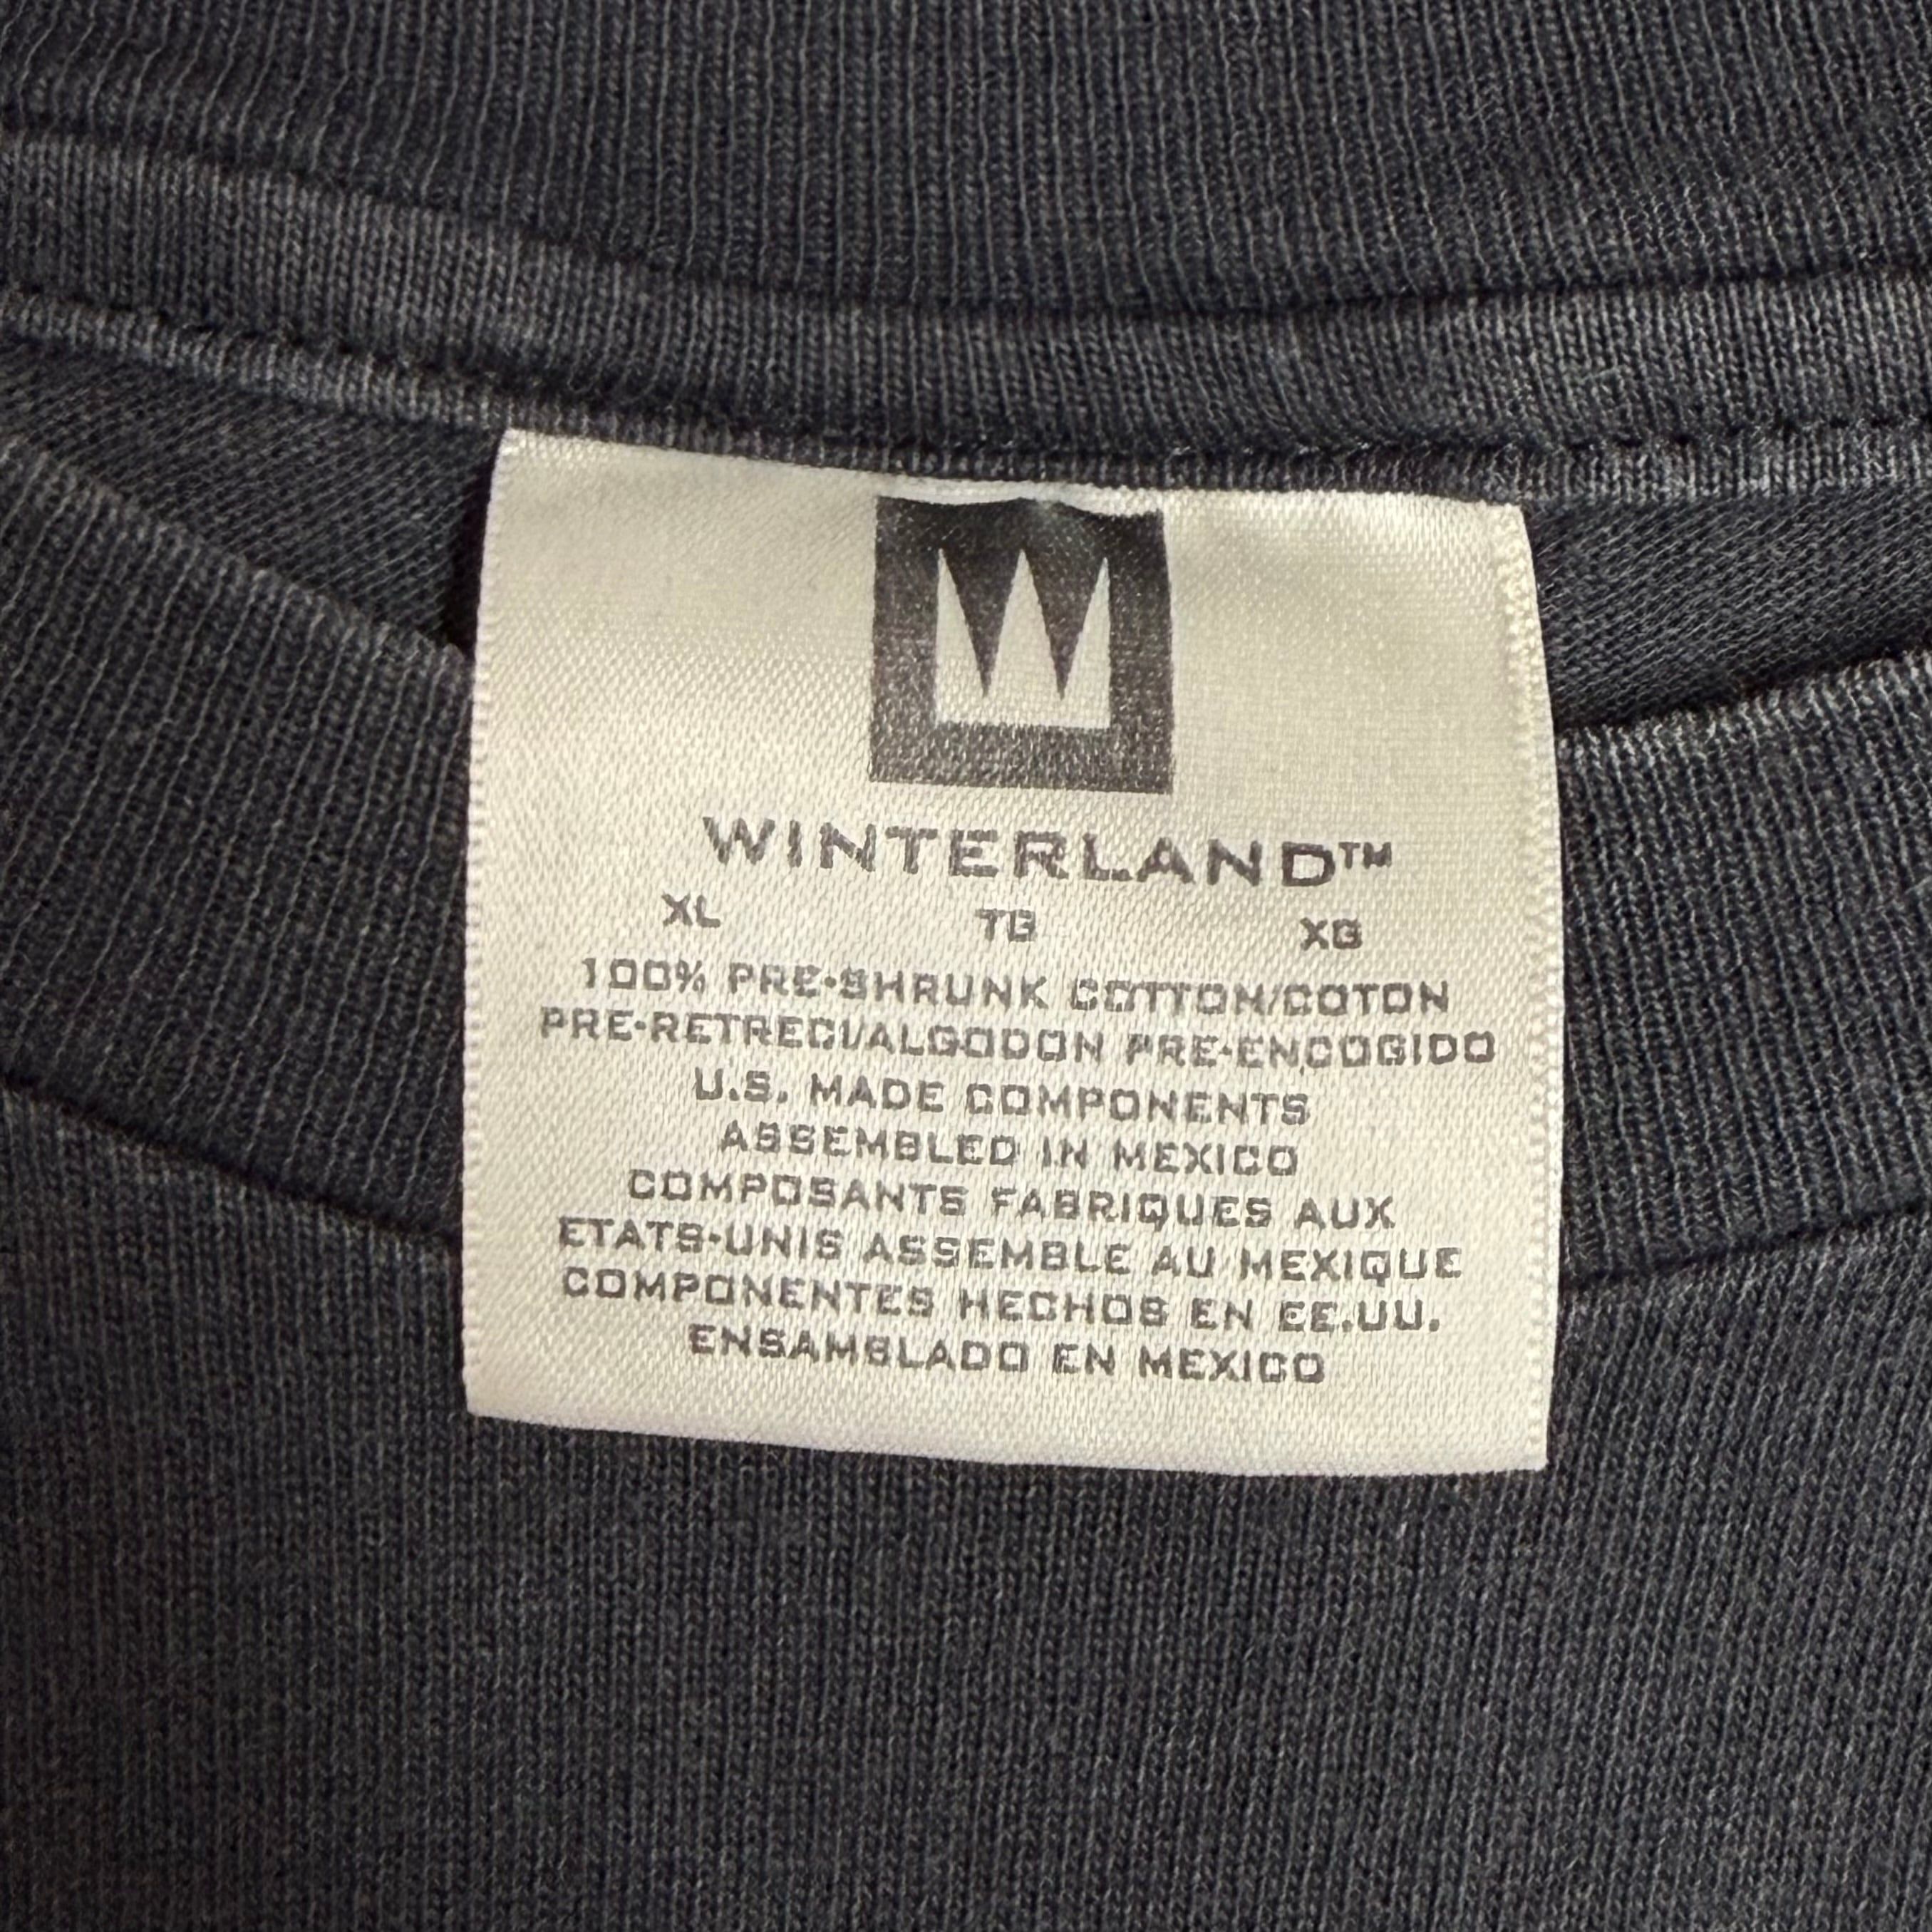 W
WINTERLAND™
XL TG XG
100% PRE-SHRUNK COTTON/COTON
PRE-RETRECI/ALGODON PRE-ENCOGIDO
U.S. MADE COMPONENTS
ASSEMBLED IN MEXICO
COMPOSANTS FABRIQUES AUX
ETATS-UNIS ASSEMBLE AU MEXIQUE
COMPONENTES HECHOS EN EE.UU.
ENSAMBLADO EN MEXICO